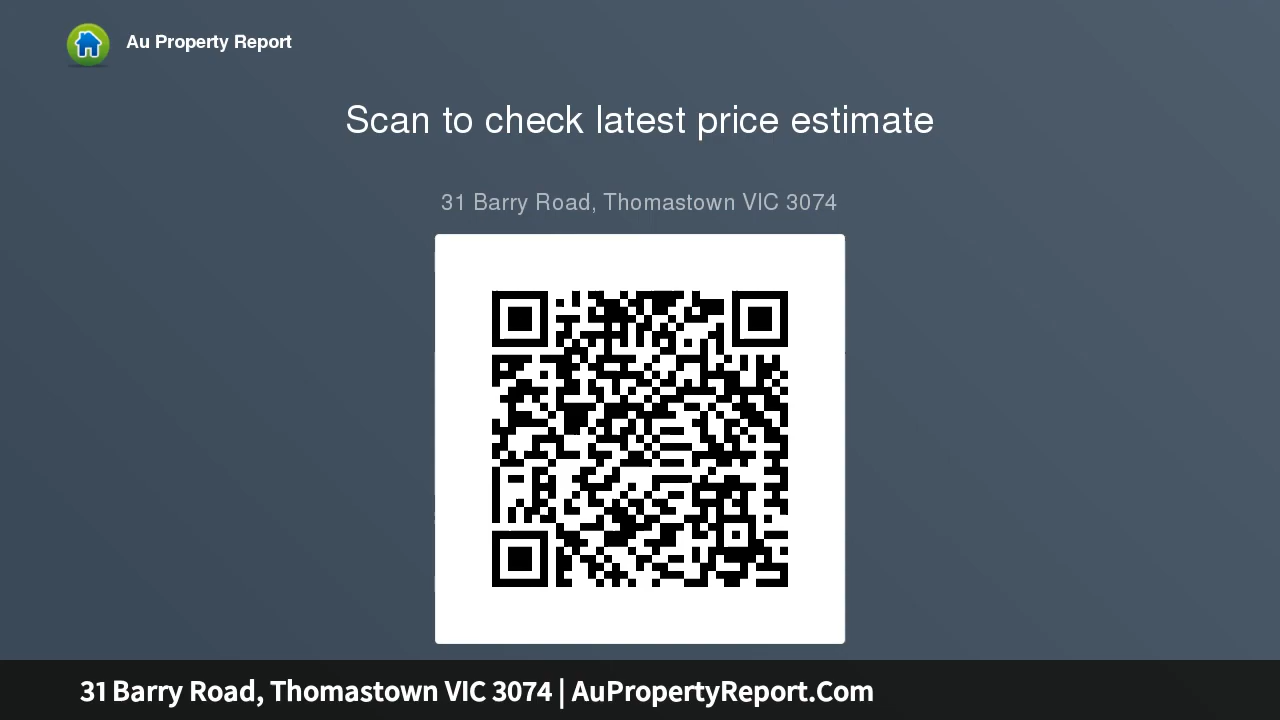 Au Property Report
Scan to check latest price estimate
31 Barry Road, Thomastown VIC 3074
31 Barry Road, Thomastown VIC 3074 | AuPropertyReport.Com